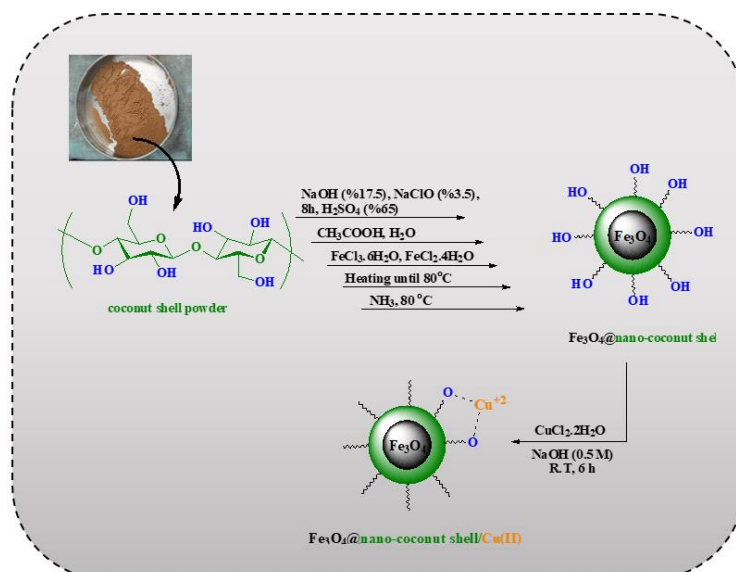 OH
OH
OH
O
O
O
O
HO
OH
OH
coconut shell powder
NaOH (%17.5), NaClO (%3.5),
8h, H₂SO₄ (%65)
CH₃COOH, H₂O
FeCl₃.6H₂O, FeCl₂.4H₂O
Heating until 80°C
NH₃, 80 °C
OH
HO
OH
HO
Fe₃O₄
OH
HO
OH
OH
Fe₃O₄@nano-coconut shel
CuCl₂.2H₂O
NaOH (0.5 M)
R.T, 6 h
O
Cu⁺²
O
Fe₃O₄
Fe₃O₄@nano-coconut shell/Cu(II)